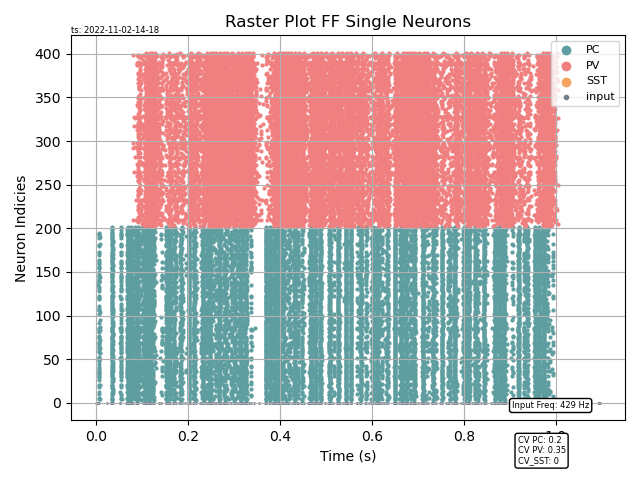 Raster Plot FF Single Neurons
ts: 2022-11-02-14-18
PC
PV
SST
input
400
350
300
250
200
150
100
50
0
Neuron Indicies
0.0 0.2 0.4 0.6 0.8 1.0
Time (s)
Input Freq: 429 Hz
CV PC: 0.2
CV PV: 0.35
CV_SST: 0